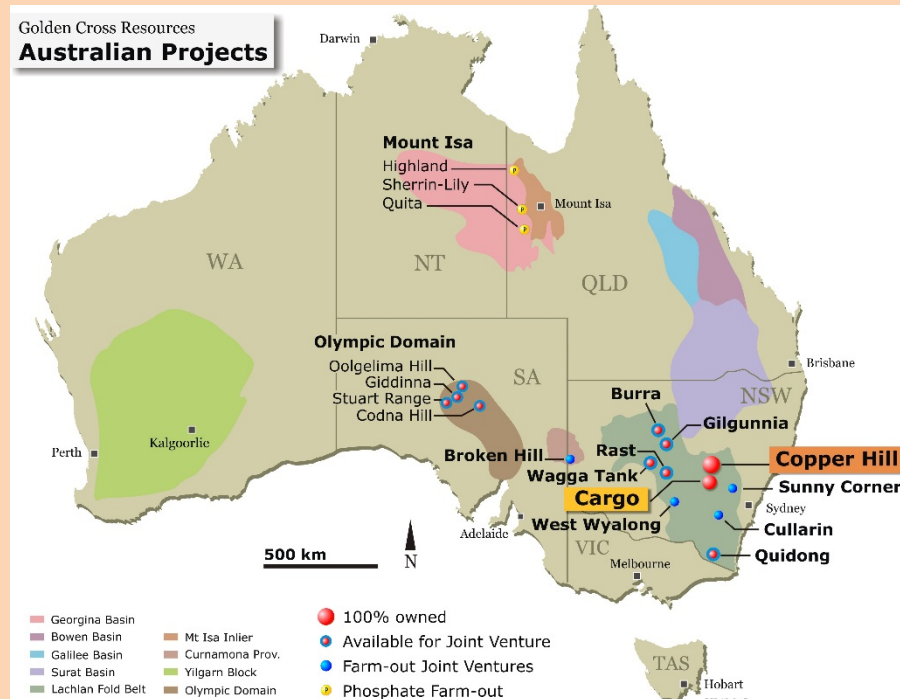 Golden Cross Resources
Australian Projects
Darwin
Mount Isa
Highland
Sherrin-Lily
Quita
P
P
P
Mount Isa
WA
NT
QLD
Olympic Domain
Oolgelima Hill
Giddinna
Stuart Range
Codna Hill
SA
Brisbane
NSW
Burra
Gilgunnia
Perth
Kalgoorlie
Broken Hill
Rast
Wagga Tank
Copper Hill
Cargo
Sunny Corner
Sydney
West Wyalong
Cullarin
Adelaide
VIC
Quidong
Melbourne
500 km
N
Georgina Basin
Bowen Basin
Galilee Basin
Surat Basin
Lachlan Fold Belt
Mt Isa Inlier
Curnamona Prov.
Yilgarn Block
Olympic Domain
100% owned
Available for Joint Venture
Farm-out Joint Ventures
P
Phosphate Farm-out
TAS
Hobart